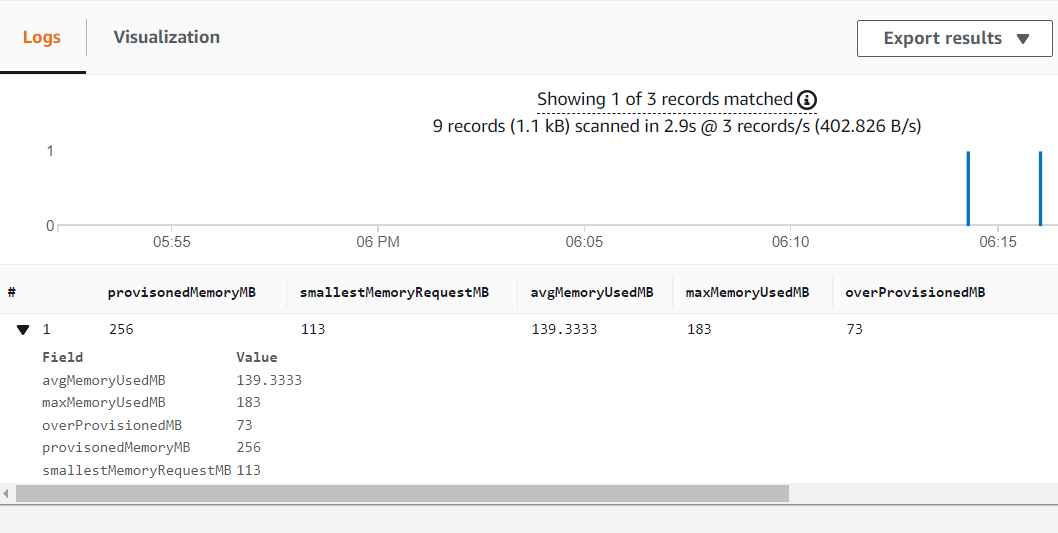 Logs Visualization Export results ▼
Showing 1 of 3 records matched
9 records (1.1 kB) scanned in 2.9s @ 3 records/s (402.826 B/s)
1
0
05:55 06 PM 06:05 06:10 06:15
# provisonedMemoryMB smallestMemoryRequestMB avgMemoryUsedMB maxMemoryUsedMB overProvisionedMB
▼ 1 256 113 139.3333 183 73
Field Value
avgMemoryUsedMB 139.3333
maxMemoryUsedMB 183
overProvisionedMB 73
provisonedMemoryMB 256
smallestMemoryRequestMB 113